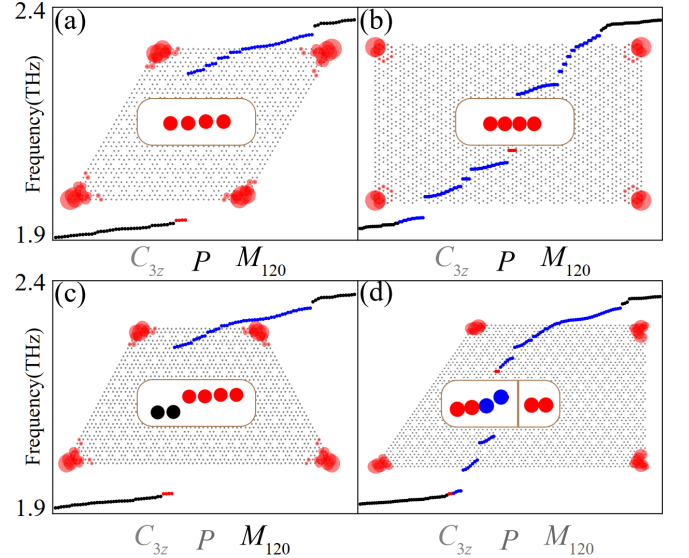 2.4
(a)
(b)
Frequency(THz)
1.9
C3z P M120
C3z P M120
2.4
(c)
(d)
Frequency(THz)
1.9
C3z P M120
C3z P M120